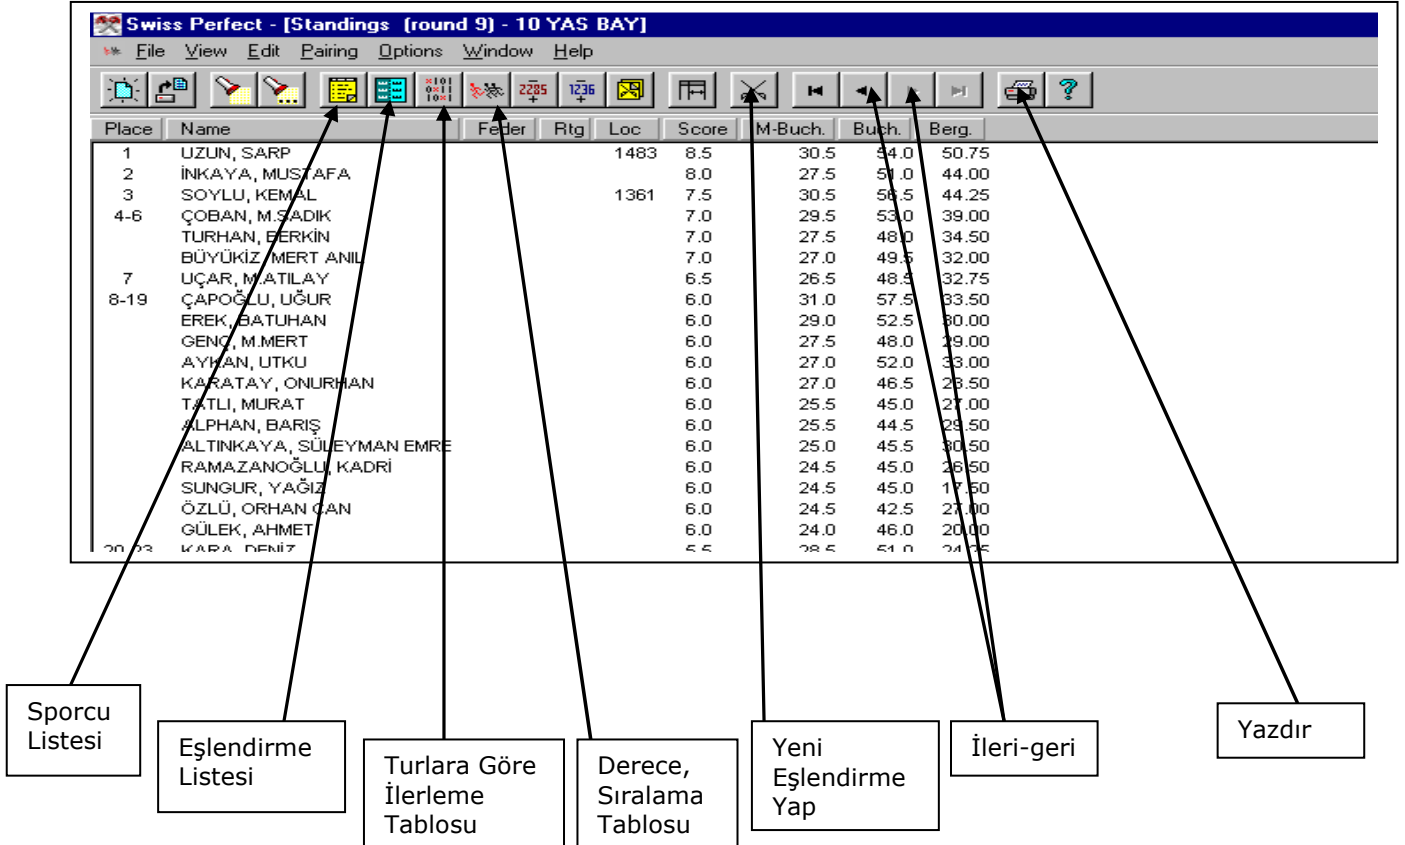 Swiss Perfect - [Standings (round 9) - 10 YAS BAY]
File View Edit Pairing Options Window Help
Place Name Feder Rtg Loc Score M-Buch. Buch. Berg.
1 UZUN, SARP 1483 8.5 30.5 54.0 50.75
2 İNKAYA, MUSTAFA 8.0 27.5 51.0 44.00
3 SOYLU, KEMAL 1361 7.5 30.5 56.5 44.25
4-6 ÇOBAN, M.SADIK 7.0 29.5 53.0 39.00
TURHAN, BERKİN 7.0 27.5 48.0 34.50
BÜYÜKİZ, MERT ANIL 7.0 27.0 49.5 32.00
7 UÇAR, M.ATILAY 6.5 26.5 48.5 32.75
8-19 ÇAPOĞLU, UĞUR 6.0 31.0 57.5 33.50
EREK, BATUHAN 6.0 29.0 52.5 30.00
GENÇ, M.MERT 6.0 27.5 48.0 29.00
AYKAN, UTKU 6.0 27.0 52.0 33.00
KARATAY, ONURHAN 6.0 27.0 46.5 23.50
TATLI, MURAT 6.0 25.5 45.0 27.00
ALPHAN, BARIŞ 6.0 25.5 44.5 29.50
ALTINKAYA, SÜLEYMAN EMRE 6.0 25.0 45.5 30.50
RAMAZANOĞLU, KADRİ 6.0 24.5 45.0 26.50
SUNGUR, YAĞIZ 6.0 24.5 45.0 17.50
ÖZLÜ, ORHAN CAN 6.0 24.5 42.5 27.00
GÜLEK, AHMET 6.0 24.0 46.0 20.00
20-23 KARA, DENİZ 5.5 28.5 51.0 24.25
Sporcu
Listesi
Eşlendirme
Listesi
Turlara Göre
İlerleme
Tablosu
Derece,
Sıralama
Tablosu
Yeni
Eşlendirme
Yap
İleri-geri
Yazdır